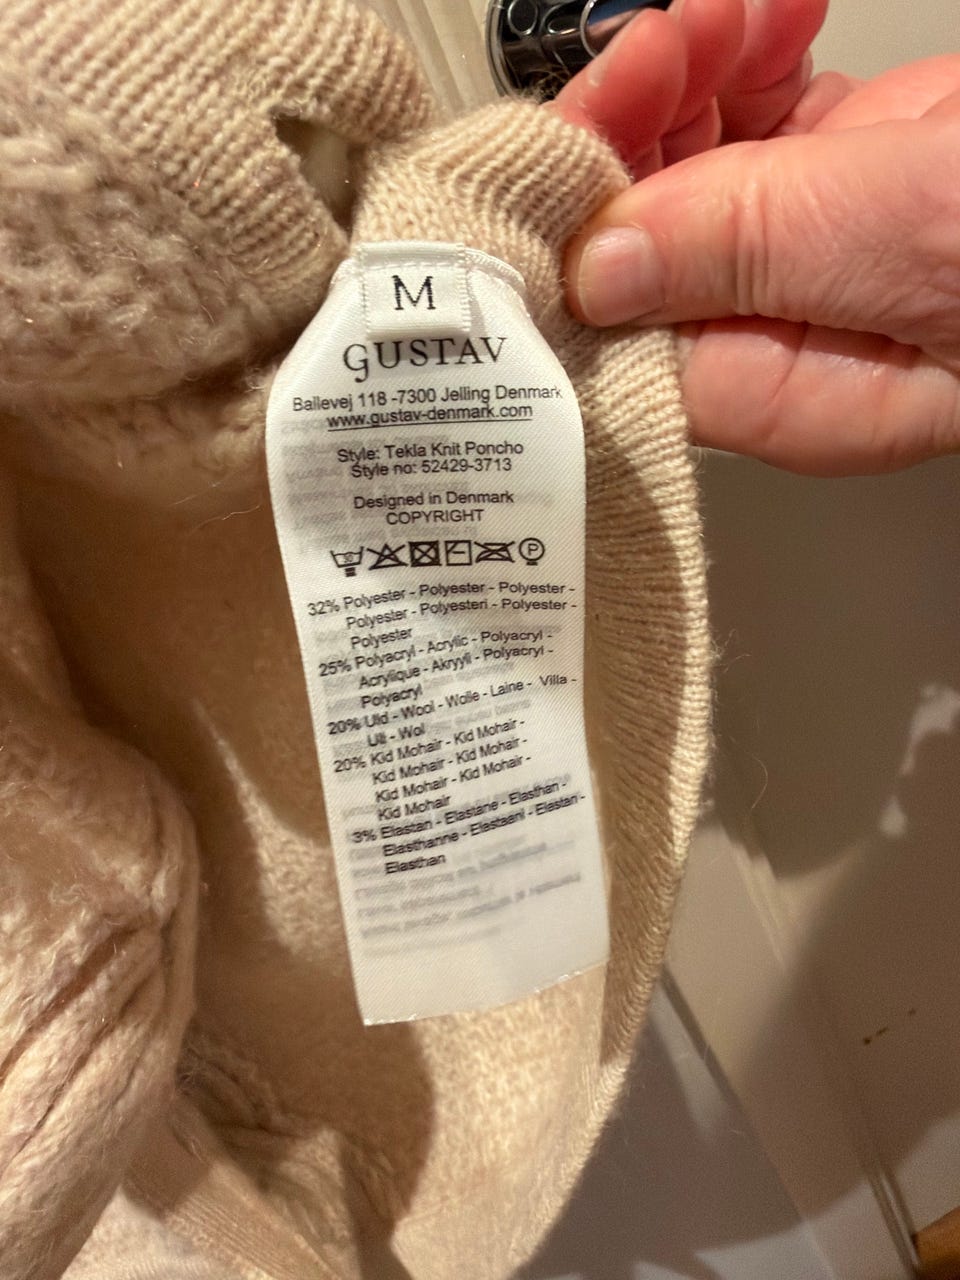 M
GUSTAV
Ballevej 118 -7300 Jelling Denmark
www.gustav-denmark.com
Style: Tekla Knit Poncho
Style no: 52429-3713
Designed in Denmark
COPYRIGHT
30 P
32% Polyester - Polyester - Polyester -
Polyester - Polyesteri - Polyester -
Polyester
25% Polyacryl - Acrylic - Polyacryl -
Acrylique - Akryyli - Polyacryl -
Polyacryl
20% Uld - Wool - Wolle - Laine - Villa -
Ull - Wol
20% Kid Mohair - Kid Mohair -
Kid Mohair - Kid Mohair -
Kid Mohair - Kid Mohair -
Kid Mohair
3% Elastan - Elastane - Elasthan -
Elasthanne - Elastaani - Elastan -
Elasthan